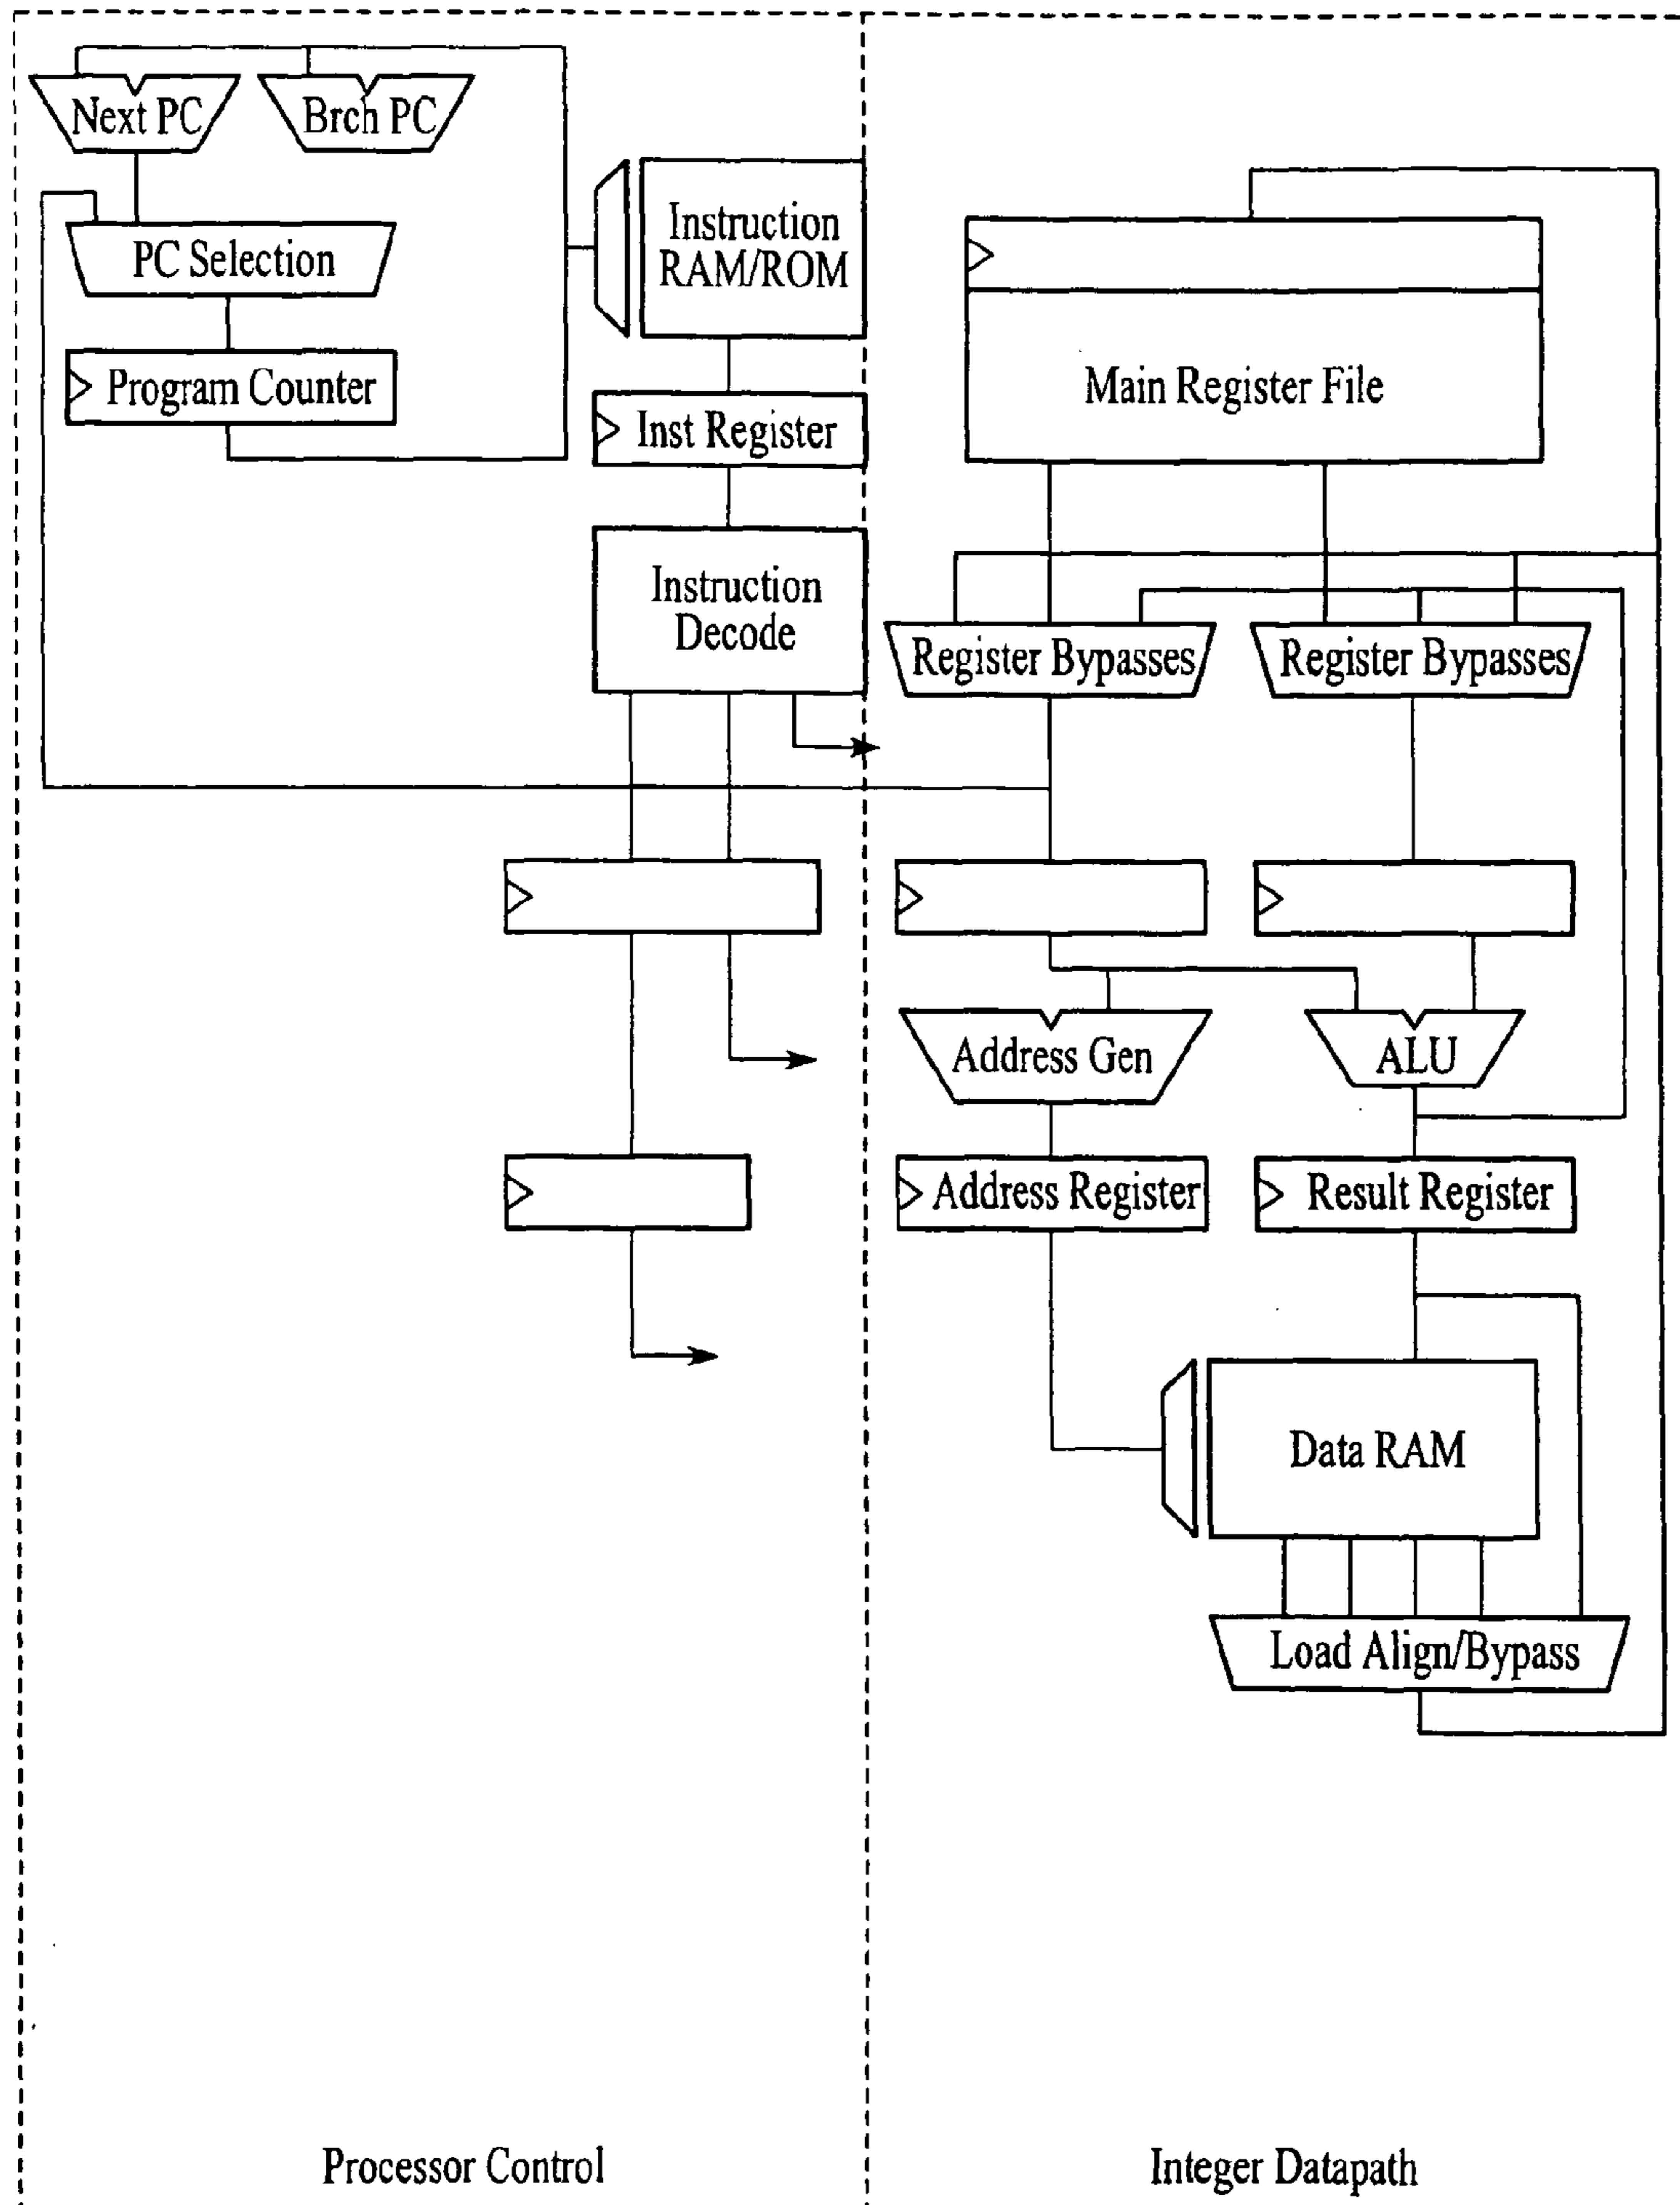 Next PC
Brch PC
Instruction
RAM/ROM
PC Selection
Program Counter
Inst Register
Main Register File
Instruction
Decode
Register Bypasses
Register Bypasses
Address Gen
ALU
Address Register
Result Register
Data RAM
Load Align/Bypass
Processor Control
Integer Datapath